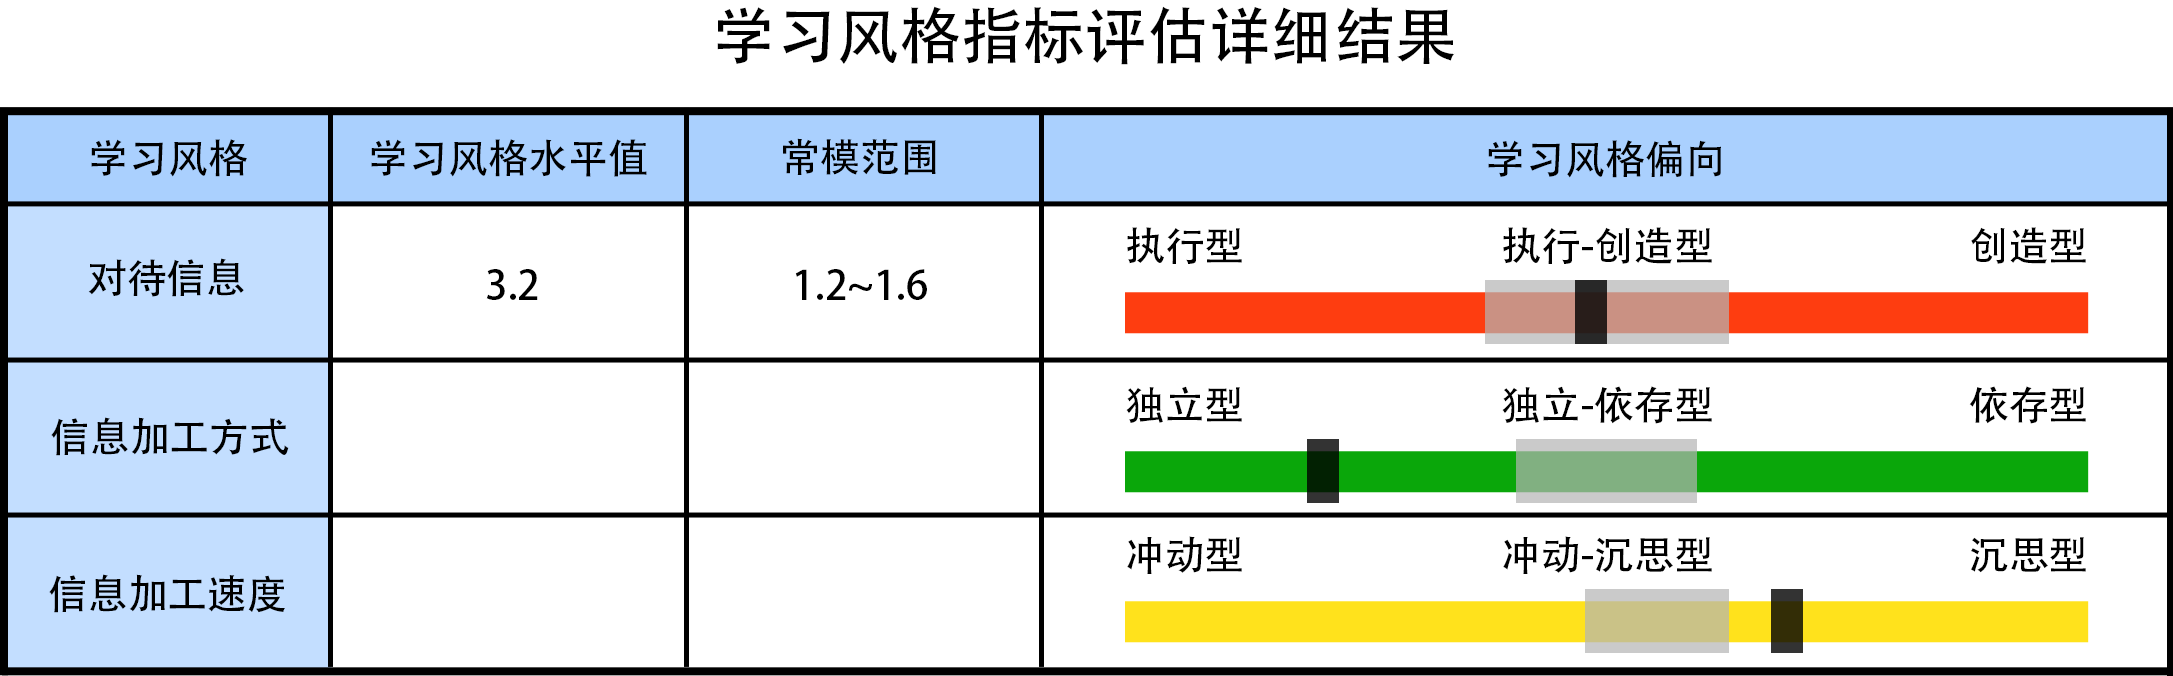 学习风格指标评估详细结果
学习风格 学习风格水平值 常模范围 学习风格偏向
对待信息 3.2 1.2~1.6 执行型 执行-创造型 创造型
信息加工方式 独立型 独立-依存型 依存型
信息加工速度 冲动型 冲动-沉思型 沉思型